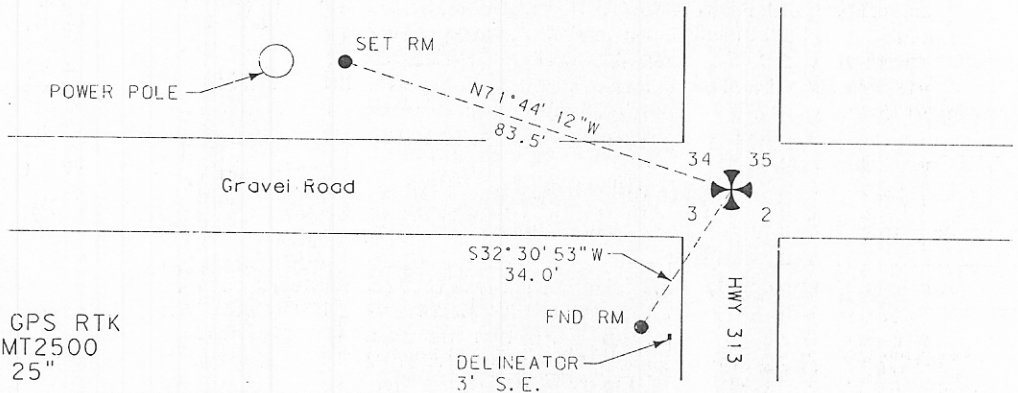 SET RM
POWER POLE
N71°44'12"W
83.5'
34 35
Gravel Road
3 2
S32°30'53"W
34.0'
HWY 313
FND RM
GPS RTK
MT2500
25"
DELINEATOR
3' S.E.